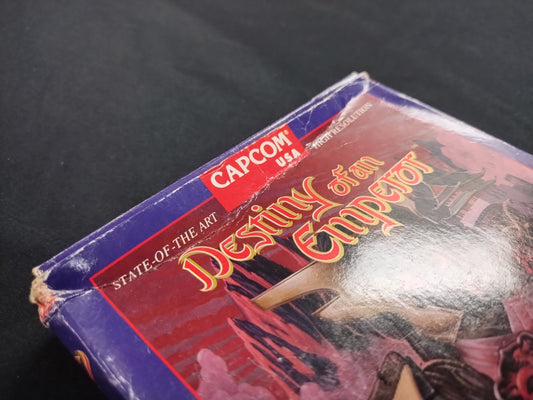 CAPCOM®
USA
STATE-OF-THE ART
HIGH RESOLUTION
Destiny of an
Emperor